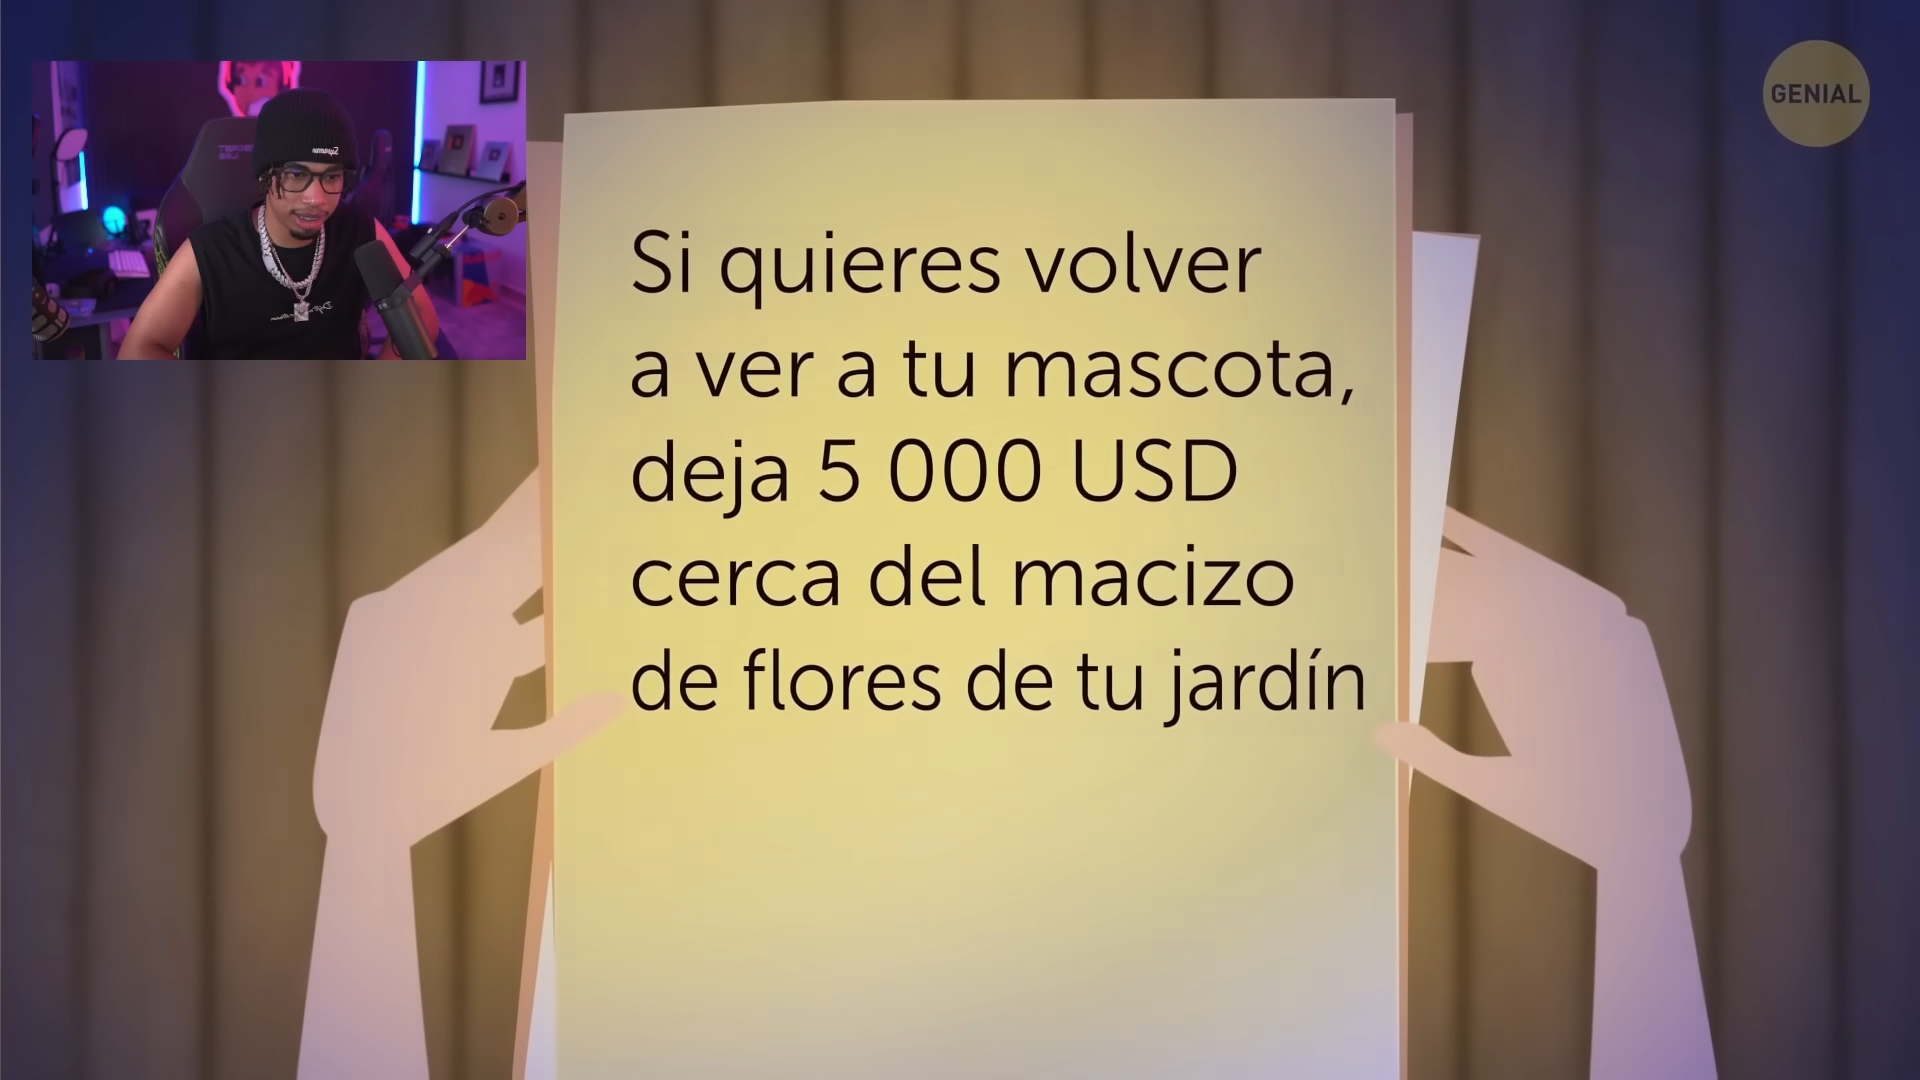 GENIAL
Si quieres volver
a ver a tu mascota,
deja 5 000 USD
cerca del macizo
de flores de tu jardín